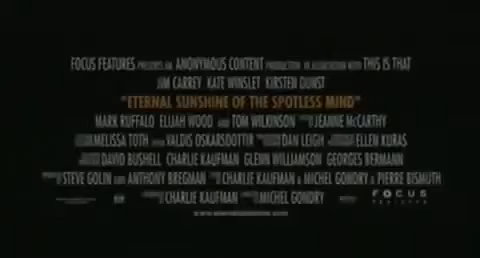 FOCUS FEATURES PRESENTS AN ANONYMOUS CONTENT PRODUCTION IN ASSOCIATION WITH THIS IS THAT
JIM CARREY KATE WINSLET KIRSTEN DUNST
"ETERNAL SUNSHINE OF THE SPOTLESS MIND"
MARK RUFFALO ELIJAH WOOD AND TOM WILKINSON JEANNE McCARTHY
MELISSA TOTH VALDIS OSKARSDOTTIR DAN LEIGH ELLEN KURAS
DAVID BUSHELL CHARLIE KAUFMAN GLENN WILLIAMSON GEORGES BERMANN
STEVE GOLIN ANTHONY BREGMAN CHARLIE KAUFMAN & MICHEL GONDRY & PIERRE BISMUTH
CHARLIE KAUFMAN MICHEL GONDRY FOCUS
FEATURES